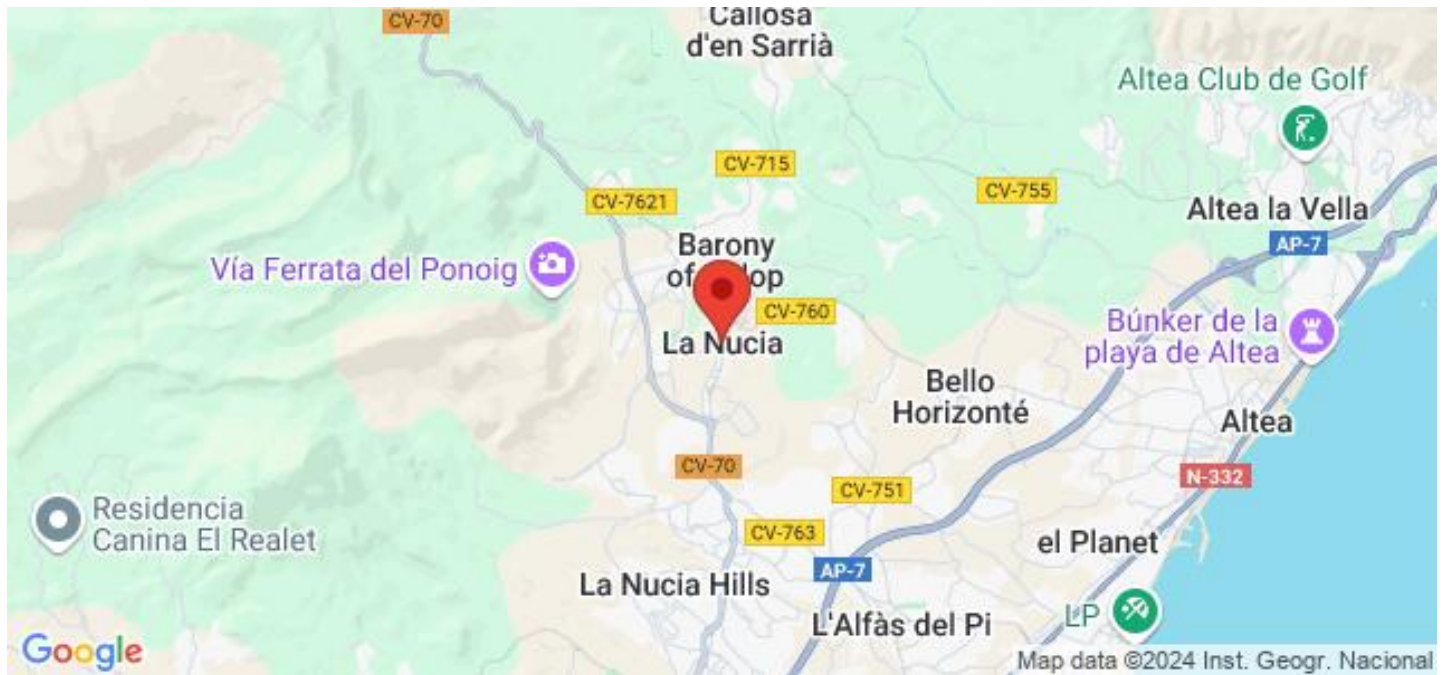 CV-70
Callosa
d'en Sarrià
Altea Club de Golf
CV-715
CV-755
CV-7621
Altea la Vella
AP-7
Barony
of
Vía Ferrata del Ponoig
CV-760
La Nucia
Búnker de la
playa de Altea
Bello
Horizonté
Altea
CV-70
N-332
CV-751
Residencia
Canina El Realet
CV-763
el Planet
AP-7
La Nucia Hills
LP
L'Alfàs del Pi
Google
Map data ©2024 Inst. Geogr. Nacional